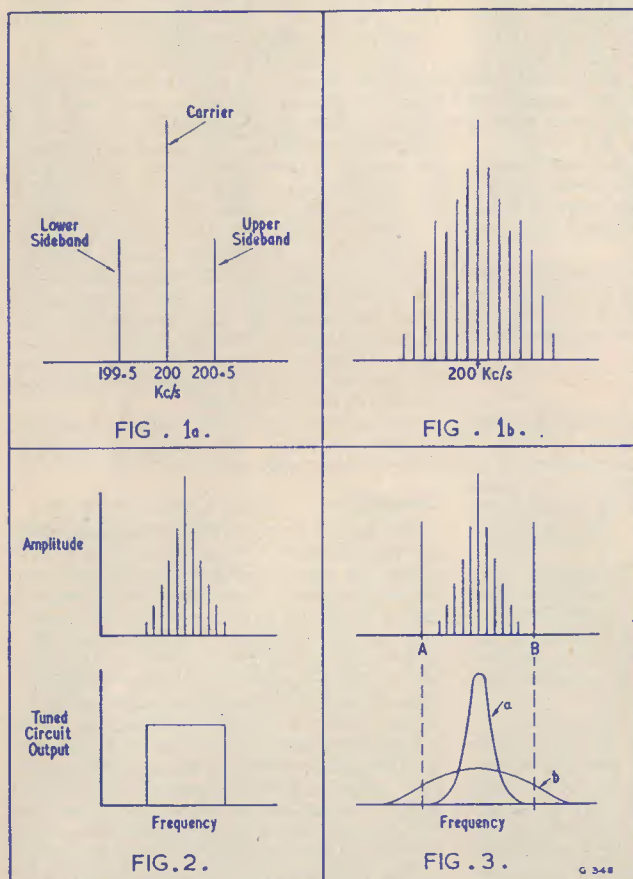 Carrier
Lower
Sideband
Upper
Sideband
199.5 200 200.5
Kc/s
FIG. 1a.
200 Kc/s
FIG. 1b.
Amplitude
Tuned
Circuit
Output
Frequency
FIG. 2.
A B
a
b
Frequency
FIG. 3.
G 348